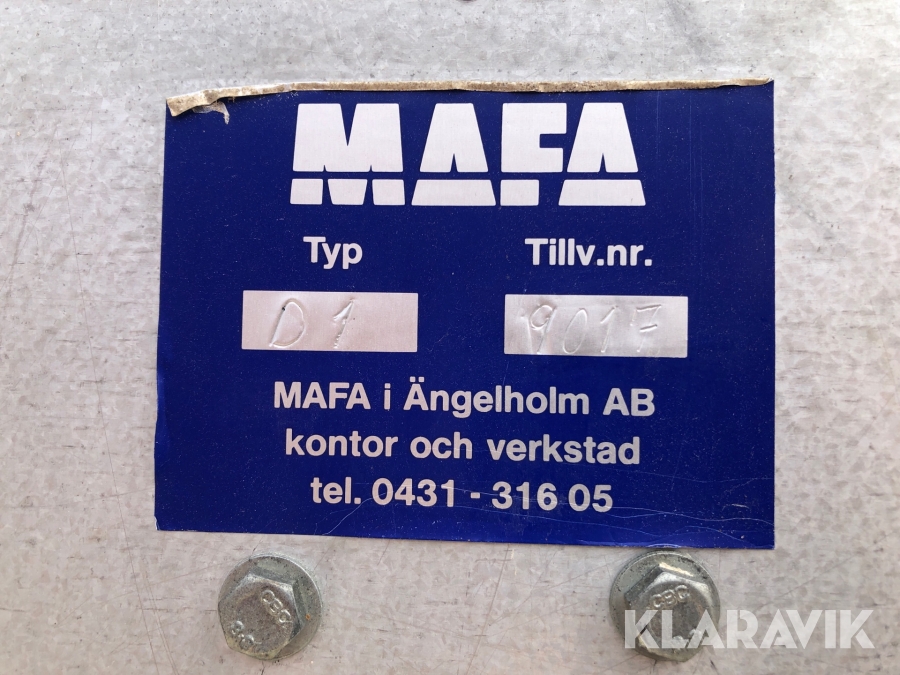 MAFA
Typ Tillv.nr.
D 1 9017
MAFA i Ängelholm AB
kontor och verkstad
tel. 0431 - 316 05
KLARAVIK